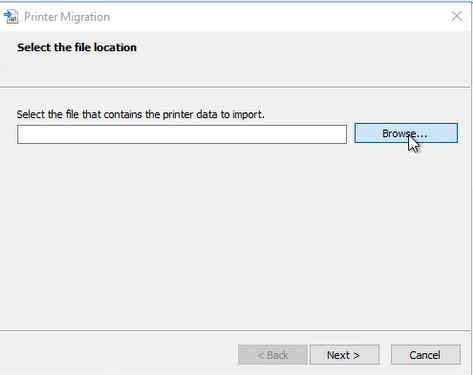 Printer Migration
Select the file location
Select the file that contains the printer data to import.
Browse...
< Back
Next >
Cancel